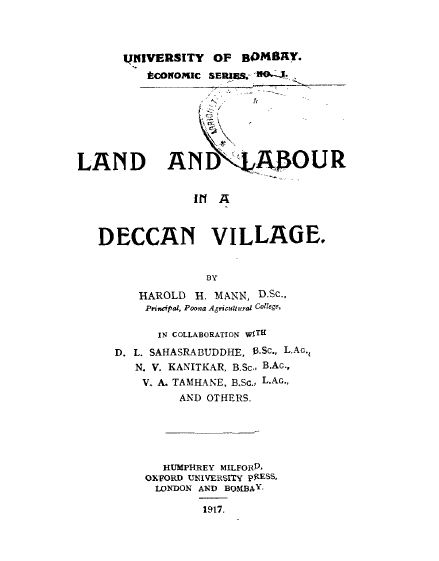 UNIVERSITY OF BOMBAY.
ECONOMIC SERIES, NO. 1.
LAND AND LABOUR
IN A
DECCAN VILLAGE.
BY
HAROLD H. MANN, D.Sc.,
Principal, Poona Agricultural College,
IN COLLABORATION WITH
D. L. SAHASRABUDDHE, B.Sc., L.AG.,
N. V. KANITKAR, B.Sc., B.AG.,
V. A. TAMHANE, B.Sc., L.AG.,
AND OTHERS.
HUMPHREY MILFORD,
OXFORD UNIVERSITY PRESS,
LONDON AND BOMBAY.
1917.